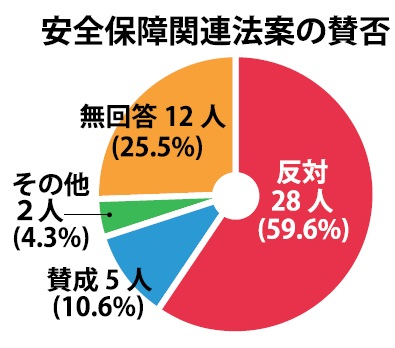 安全保障関連法案の賛否
無回答 12 人
(25.5%)
反対
28 人
(59.6%)
その他
2人
(4.3%)
賛成 5 人
(10.6%)